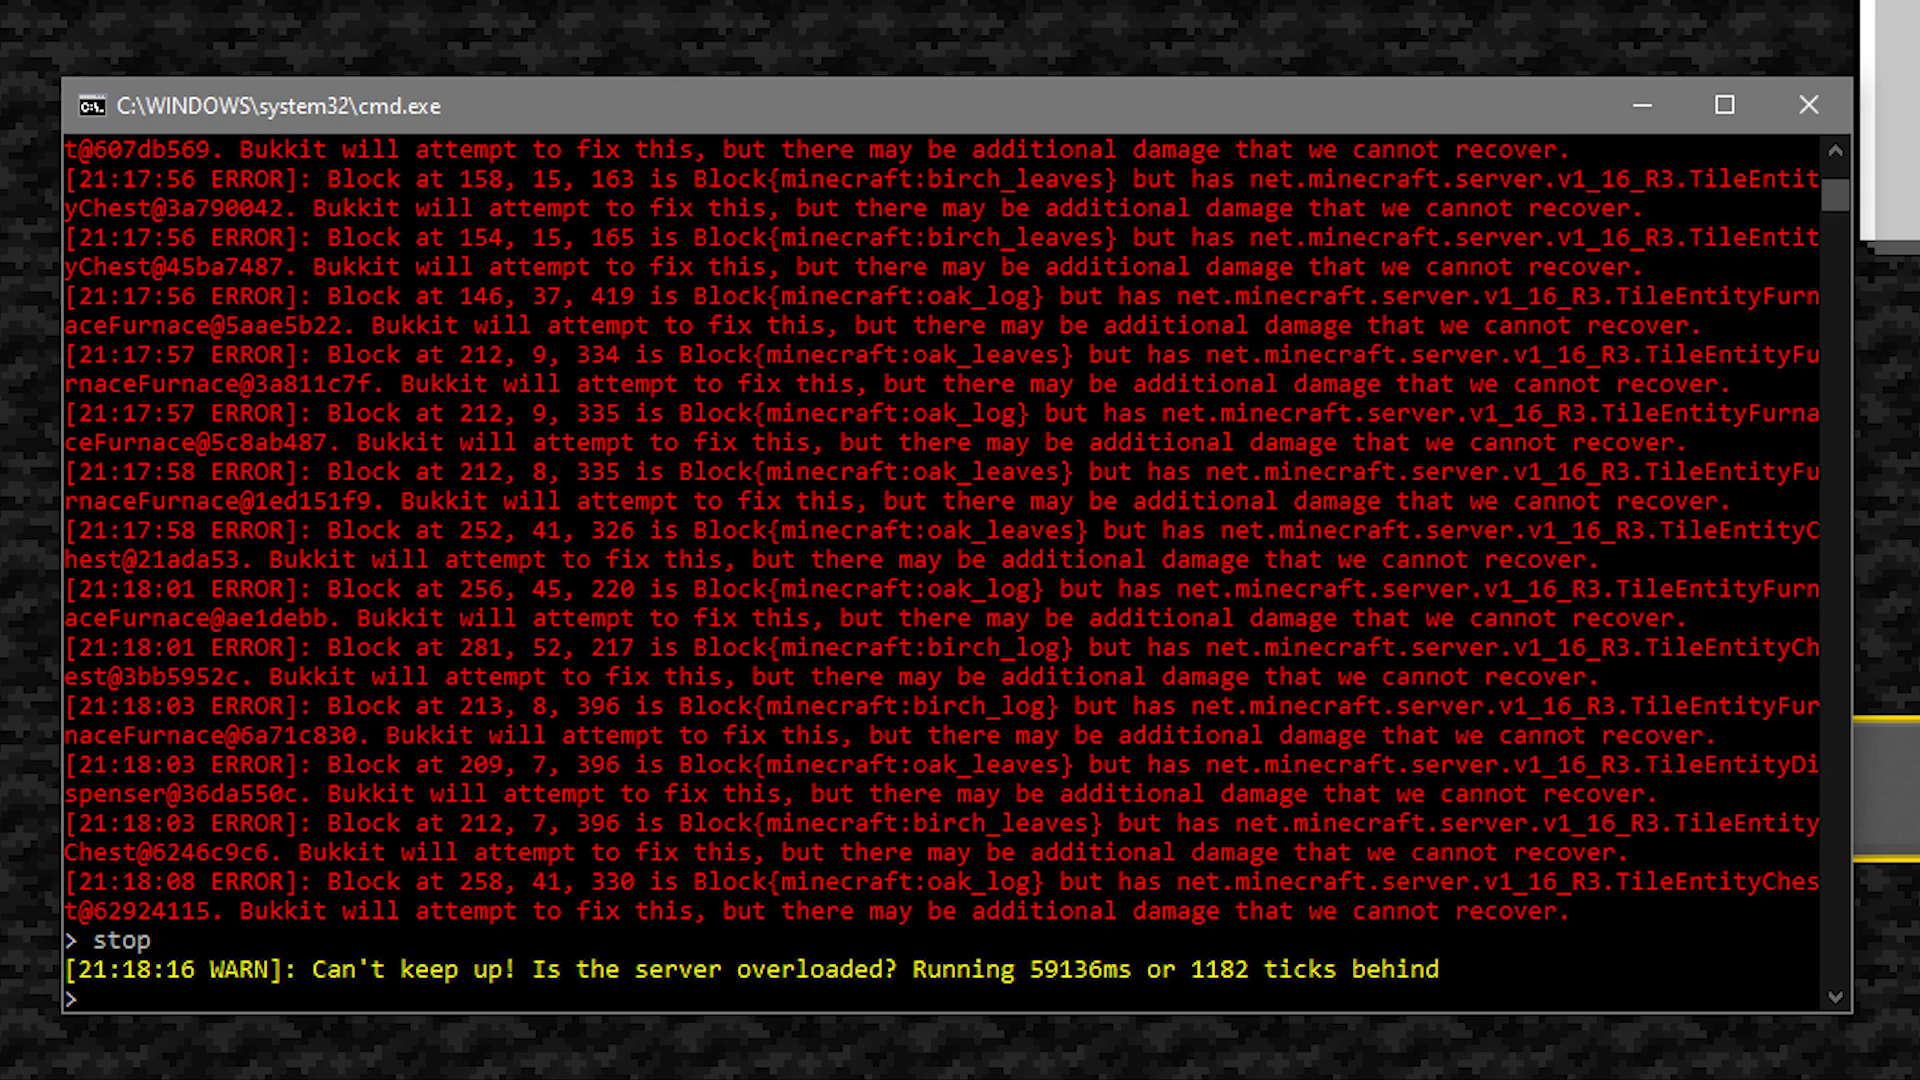 C:\WINDOWS\system32\cmd.exe
t@607db569. Bukkit will attempt to fix this, but there may be additional damage that we cannot recover.
[21:17:56 ERROR]: Block at 158, 15, 163 is Block{minecraft:birch_leaves} but has net.minecraft.server.v1_16_R3.TileEntit
yChest@3a790042. Bukkit will attempt to fix this, but there may be additional damage that we cannot recover.
[21:17:56 ERROR]: Block at 154, 15, 165 is Block{minecraft:birch_leaves} but has net.minecraft.server.v1_16_R3.TileEntit
yChest@45ba7487. Bukkit will attempt to fix this, but there may be additional damage that we cannot recover.
[21:17:56 ERROR]: Block at 146, 37, 419 is Block{minecraft:oak_log} but has net.minecraft.server.v1_16_R3.TileEntityFurn
aceFurnace@5aae5b22. Bukkit will attempt to fix this, but there may be additional damage that we cannot recover.
[21:17:57 ERROR]: Block at 212, 9, 334 is Block{minecraft:oak_leaves} but has net.minecraft.server.v1_16_R3.TileEntityFu
rnaceFurnace@3a811c7f. Bukkit will attempt to fix this, but there may be additional damage that we cannot recover.
[21:17:57 ERROR]: Block at 212, 9, 335 is Block{minecraft:oak_log} but has net.minecraft.server.v1_16_R3.TileEntityFurna
ceFurnace@5c8ab487. Bukkit will attempt to fix this, but there may be additional damage that we cannot recover.
[21:17:58 ERROR]: Block at 212, 8, 335 is Block{minecraft:oak_leaves} but has net.minecraft.server.v1_16_R3.TileEntityFu
rnaceFurnace@1ed151f9. Bukkit will attempt to fix this, but there may be additional damage that we cannot recover.
[21:17:58 ERROR]: Block at 252, 41, 326 is Block{minecraft:oak_leaves} but has net.minecraft.server.v1_16_R3.TileEntityC
hest@21ada53. Bukkit will attempt to fix this, but there may be additional damage that we cannot recover.
[21:18:01 ERROR]: Block at 256, 45, 220 is Block{minecraft:oak_log} but has net.minecraft.server.v1_16_R3.TileEntityFurn
aceFurnace@ae1debb. Bukkit will attempt to fix this, but there may be additional damage that we cannot recover.
[21:18:01 ERROR]: Block at 281, 52, 217 is Block{minecraft:birch_log} but has net.minecraft.server.v1_16_R3.TileEntityCh
est@3bb5952c. Bukkit will attempt to fix this, but there may be additional damage that we cannot recover.
[21:18:03 ERROR]: Block at 213, 8, 396 is Block{minecraft:birch_log} but has net.minecraft.server.v1_16_R3.TileEntityFur
naceFurnace@6a71c830. Bukkit will attempt to fix this, but there may be additional damage that we cannot recover.
[21:18:03 ERROR]: Block at 209, 7, 396 is Block{minecraft:oak_leaves} but has net.minecraft.server.v1_16_R3.TileEntityDi
spenser@36da550c. Bukkit will attempt to fix this, but there may be additional damage that we cannot recover.
[21:18:03 ERROR]: Block at 212, 7, 396 is Block{minecraft:birch_leaves} but has net.minecraft.server.v1_16_R3.TileEntity
Chest@6246c9c6. Bukkit will attempt to fix this, but there may be additional damage that we cannot recover.
[21:18:08 ERROR]: Block at 258, 41, 330 is Block{minecraft:oak_log} but has net.minecraft.server.v1_16_R3.TileEntityChes
t@62924115. Bukkit will attempt to fix this, but there may be additional damage that we cannot recover.
> stop
[21:18:16 WARN]: Can't keep up! Is the server overloaded? Running 59136ms or 1182 ticks behind
>